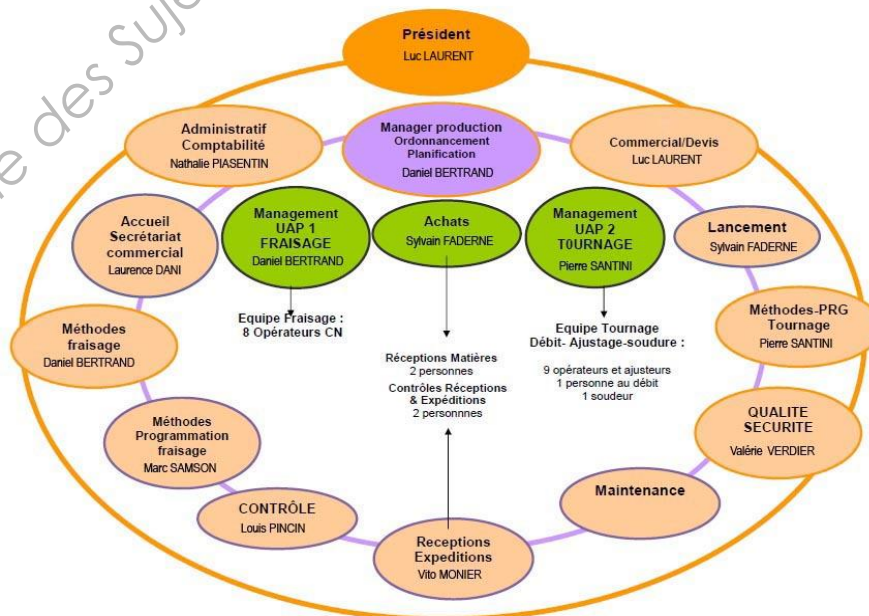 e des Suje
Président
Luc LAURENT
Administratif
Comptabilité
Nathalie PIASENTIN
Manager production
Ordonnancement
Planification
Daniel BERTRAND
Commercial/Devis
Luc LAURENT
Accueil
Secrétariat
commercial
Laurence DANI
Management
UAP 1
FRAISAGE
Daniel BERTRAND
Achats
Sylvain FADERNE
Management
UAP 2
T0URNAGE
Pierre SANTINI
Lancement
Sylvain FADERNE
Méthodes
fraisage
Daniel BERTRAND
Equipe Fraisage :
8 Opérateurs CN
Réceptions Matières
2 personnes
Contrôles Réceptions
& Expéditions
2 personnnes
Equipe Tournage
Débit- Ajustage-soudure :
9 opérateurs et ajusteurs
1 personne au débit
1 soudeur
Méthodes-PRG
Tournage
Pierre SANTINI
Méthodes
Programmation
fraisage
Marc SAMSON
QUALITE
SECURITE
Valérie VERDIER
CONTRÔLE
Louis PINCIN
Receptions
Expeditions
Vito MONIER
Maintenance